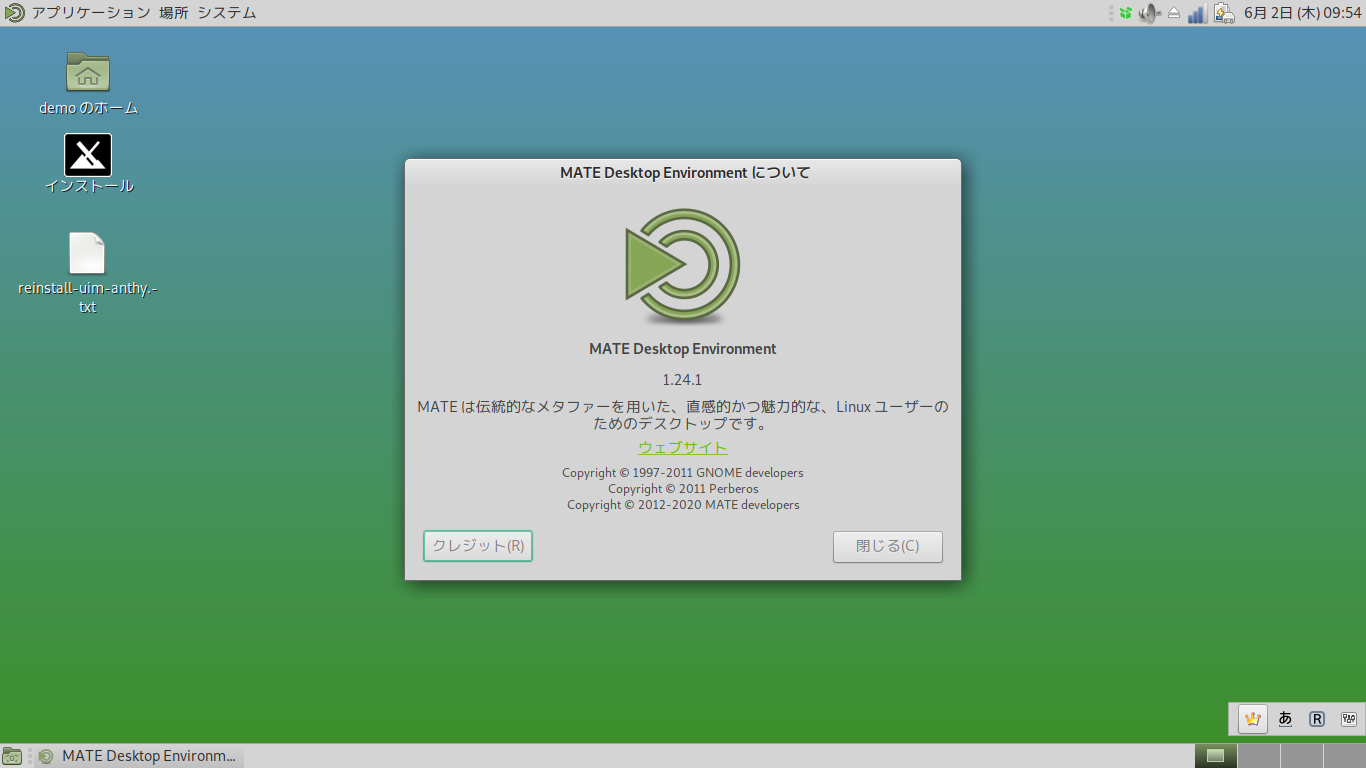 アプリケーション 場所 システム
6月 2日 (木) 09:54
demo のホーム
インストール
reinstall-uim-anthy.-
txt
MATE Desktop Environment について
MATE Desktop Environment
1.24.1
MATE は伝統的なメタファーを用いた、直感的かつ魅力的な、Linux ユーザーの
ためのデスクトップです。
ウェブサイト
Copyright © 1997-2011 GNOME developers
Copyright © 2011 Perberos
Copyright © 2012-2020 MATE developers
クレジット(R)
閉じる(C)
あ R
MATE Desktop Environm...